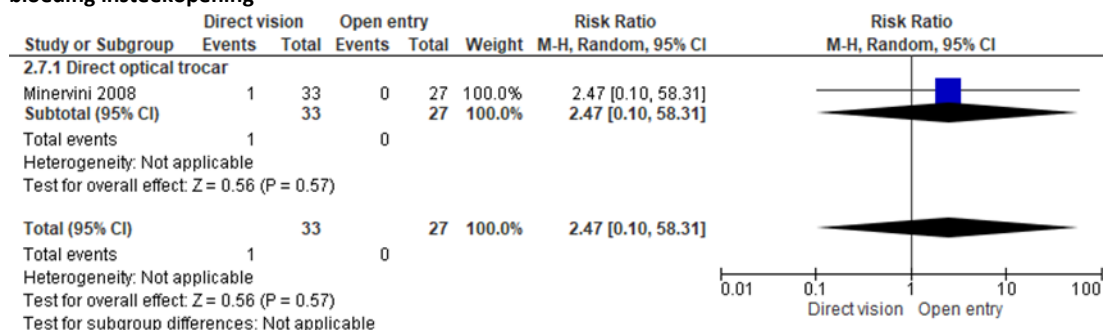 bloeding insteekopening
Direct vision Open entry Risk Ratio Risk Ratio
Study or Subgroup Events Total Events Total Weight M-H, Random, 95% CI M-H, Random, 95% CI
2.7.1 Direct optical trocar
Minervini 2008 1 33 0 27 100.0% 2.47 [0.10, 58.31]
Subtotal (95% CI) 33 27 100.0% 2.47 [0.10, 58.31]
Total events 1 0
Heterogeneity: Not applicable
Test for overall effect: Z = 0.56 (P = 0.57)
Total (95% CI) 33 27 100.0% 2.47 [0.10, 58.31]
Total events 1 0
Heterogeneity: Not applicable
Test for overall effect: Z = 0.56 (P = 0.57)
Test for subgroup differences: Not applicable
0.01 0.1 1 10 100
Direct vision Open entry